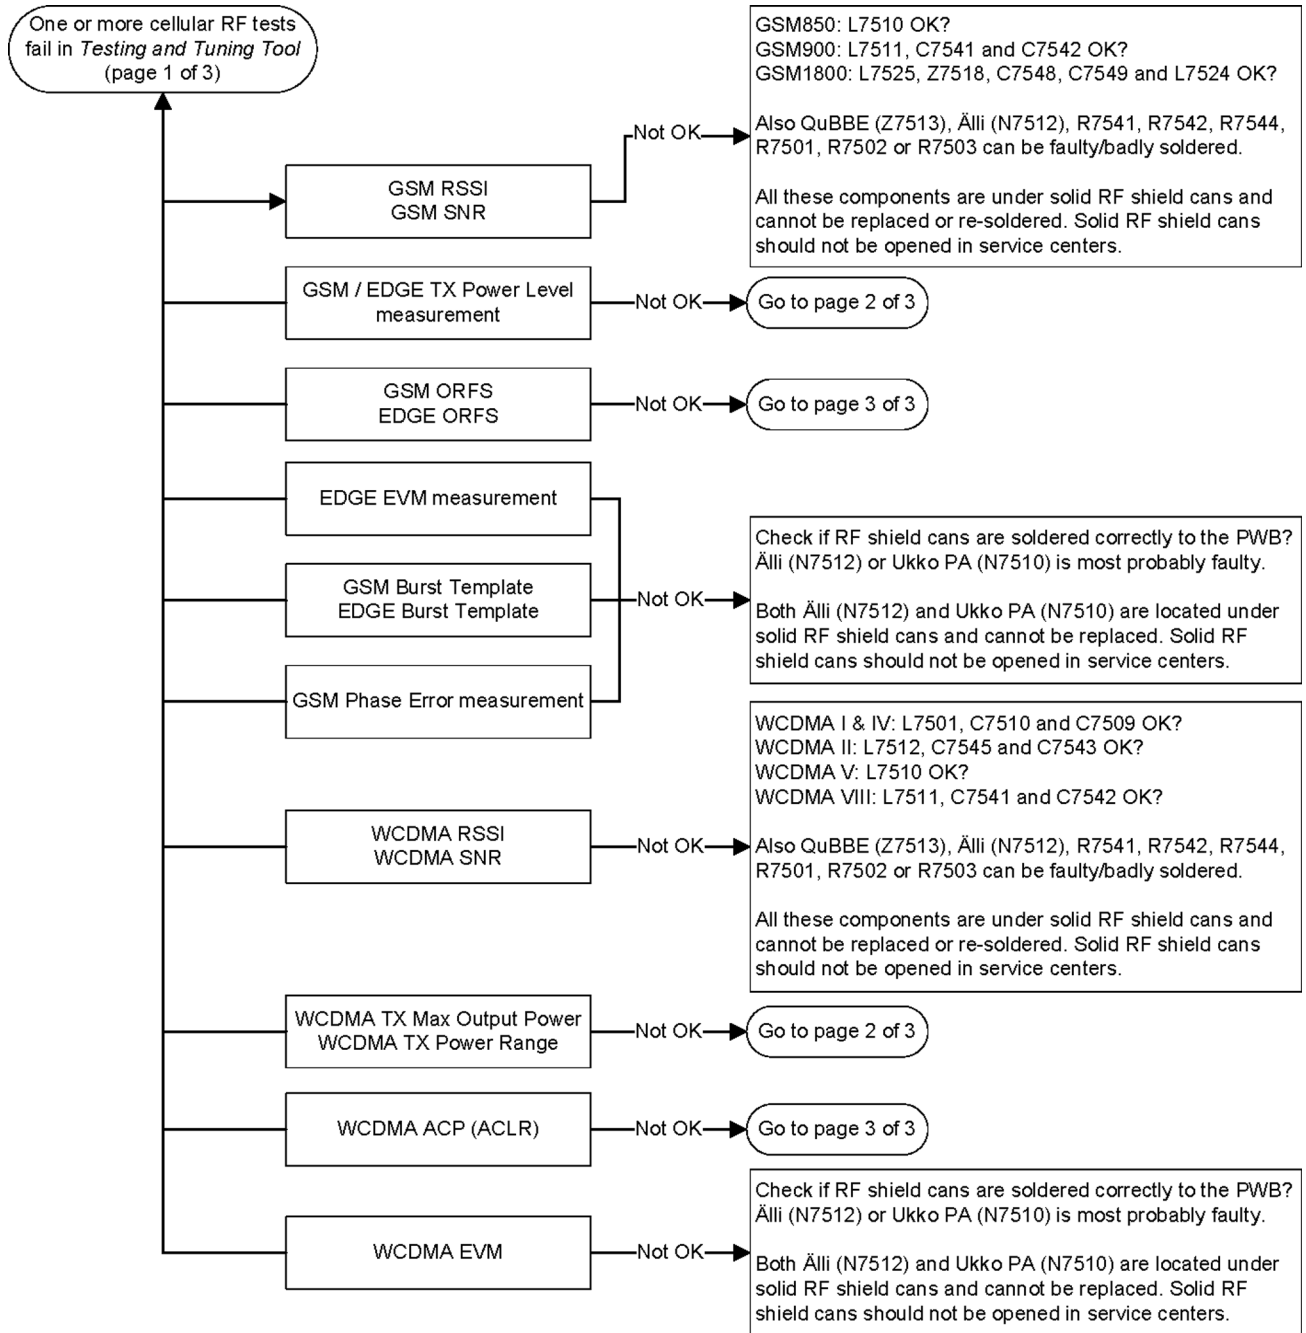 One or more cellular RF tests
fail in Testing and Tuning Tool
(page 1 of 3)
GSM RSSI
GSM SNR
Not OK
GSM850: L7510 OK?
GSM900: L7511, C7541 and C7542 OK?
GSM1800: L7525, Z7518, C7548, C7549 and L7524 OK?
Also QuBBE (Z7513), Älli (N7512), R7541, R7542, R7544,
R7501, R7502 or R7503 can be faulty/badly soldered.
All these components are under solid RF shield cans and
cannot be replaced or re-soldered. Solid RF shield cans
should not be opened in service centers.
GSM / EDGE TX Power Level
measurement
Not OK
Go to page 2 of 3
GSM ORFS
EDGE ORFS
Not OK
Go to page 3 of 3
EDGE EVM measurement
GSM Burst Template
EDGE Burst Template
GSM Phase Error measurement
Not OK
Check if RF shield cans are soldered correctly to the PWB?
Älli (N7512) or Ukko PA (N7510) is most probably faulty.
Both Älli (N7512) and Ukko PA (N7510) are located under
solid RF shield cans and cannot be replaced. Solid RF
shield cans should not be opened in service centers.
WCDMA RSSI
WCDMA SNR
Not OK
WCDMA I & IV: L7501, C7510 and C7509 OK?
WCDMA II: L7512, C7545 and C7543 OK?
WCDMA V: L7510 OK?
WCDMA VIII: L7511, C7541 and C7542 OK?
Also QuBBE (Z7513), Älli (N7512), R7541, R7542, R7544,
R7501, R7502 or R7503 can be faulty/badly soldered.
All these components are under solid RF shield cans and
cannot be replaced or re-soldered. Solid RF shield cans
should not be opened in service centers.
WCDMA TX Max Output Power
WCDMA TX Power Range
Not OK
Go to page 2 of 3
WCDMA ACP (ACLR)
Not OK
Go to page 3 of 3
WCDMA EVM
Not OK
Check if RF shield cans are soldered correctly to the PWB?
Älli (N7512) or Ukko PA (N7510) is most probably faulty.
Both Älli (N7512) and Ukko PA (N7510) are located under
solid RF shield cans and cannot be replaced. Solid RF
shield cans should not be opened in service centers.